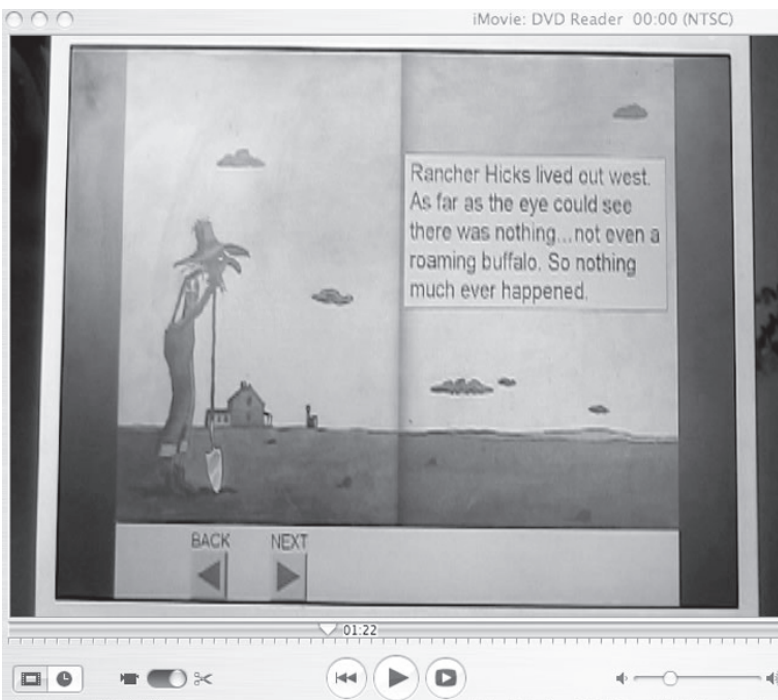 iMovie: DVD Reader 00:00 (NTSC)
Rancher Hicks lived out west.
As far as the eye could see
there was nothing...not even a
roaming buffalo. So nothing
much ever happened.
BACK NEXT
01:22